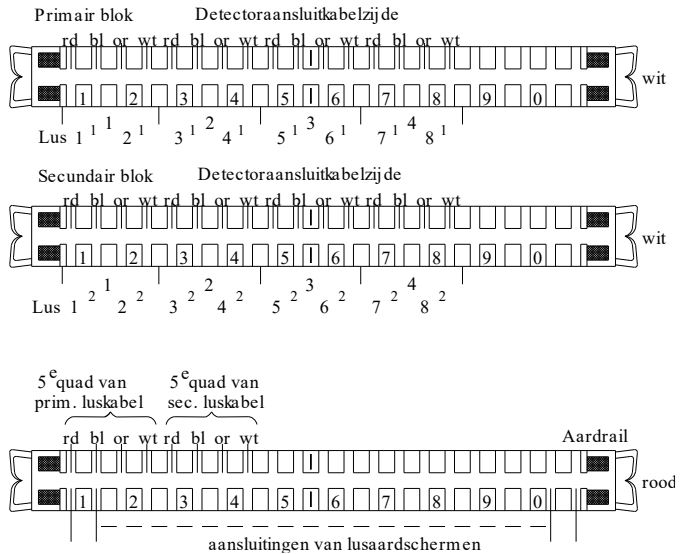 Primair blok Detectoraansluitkabelzijde
rd bl or wt rd bl or wt rd bl or wt rd bl or wt
1 2 3 4 5 6 7 8 9 0
wit
1 2 3 4
Lus 1 1 2 1 3 1 4 1 5 1 6 1 7 1 8 1
Secundair blok Detectoraansluitkabelzijde
rd bl or wt rd bl or wt rd bl or wt rd bl or wt
1 2 3 4 5 6 7 8 9 0
wit
1 2 3 4
Lus 1 2 2 2 3 2 4 2 5 2 6 2 7 2 8 2
5e quad van 5e quad van
prim. luskabel sec. luskabel
rd bl or wt rd bl or wt
Aardrail
1 2 3 4 5 6 7 8 9 0
rood
aansluitingen van lusaardschermen